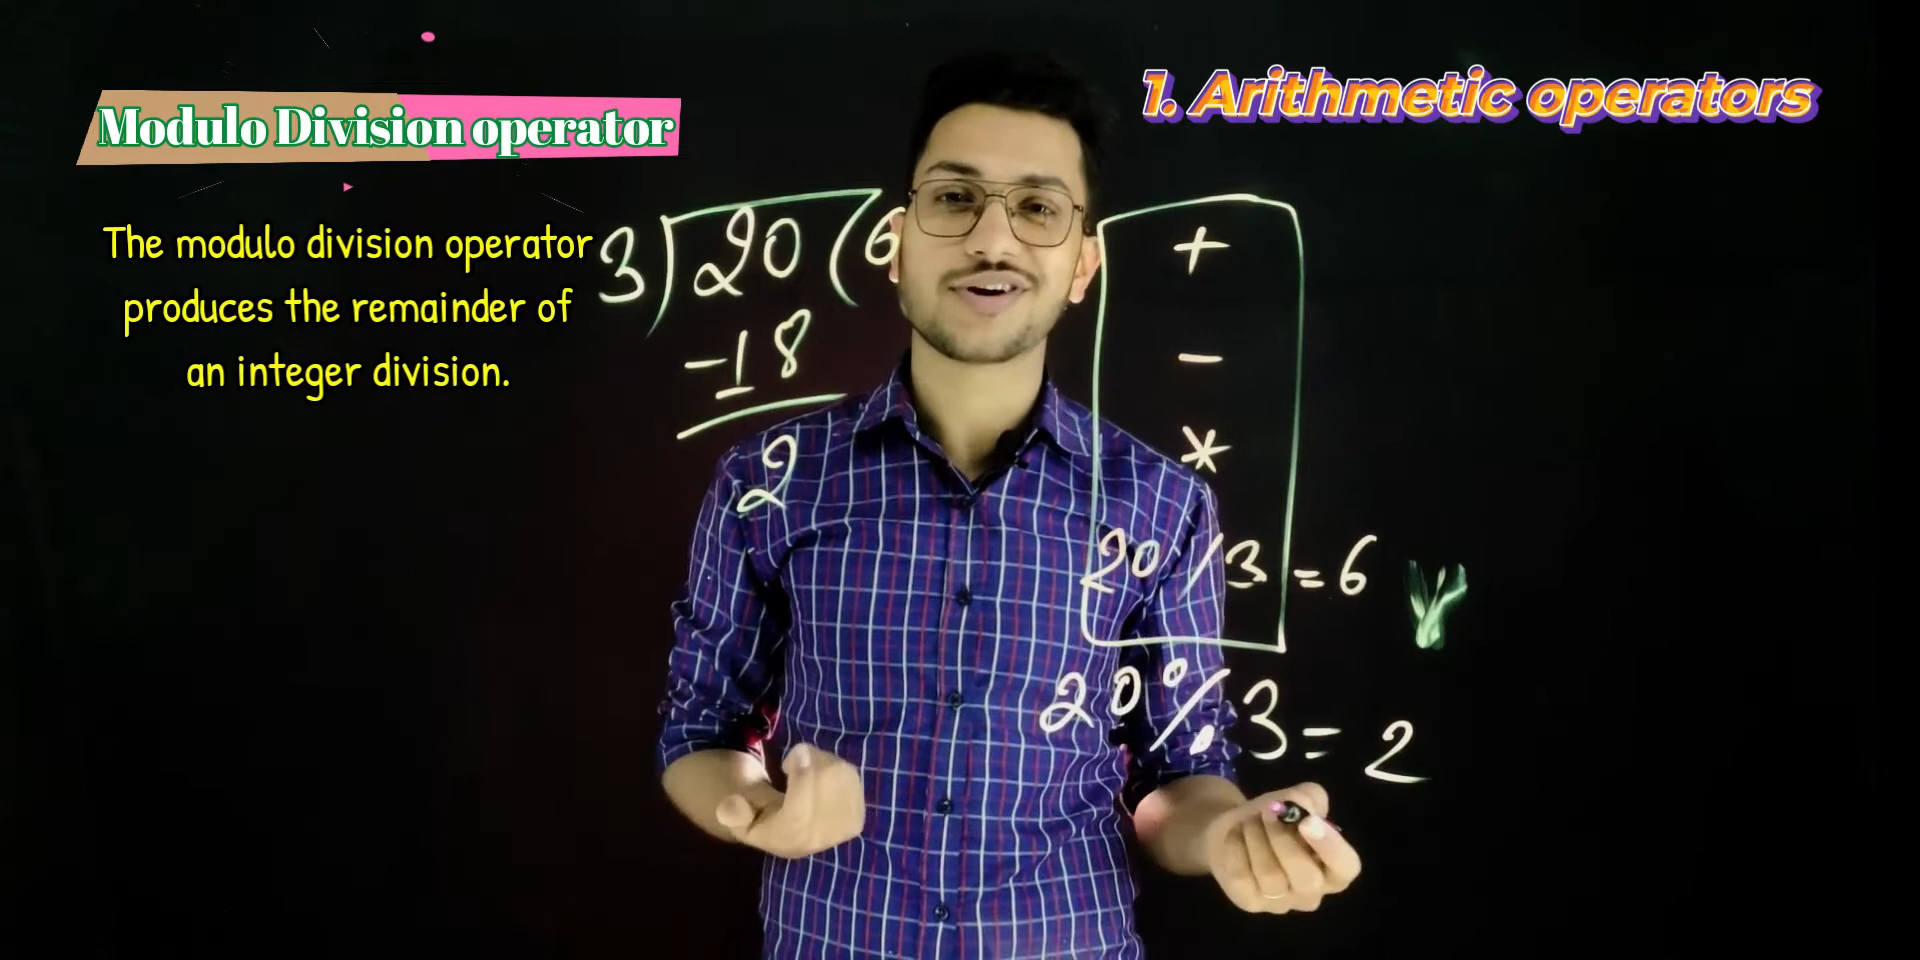 Modulo Division operator
The modulo division operator
produces the remainder of
an integer division.
1. Arithmetic operators
3) 20 (6
-18
2
+
-
*
20 / 3 = 6
20 % 3 = 2